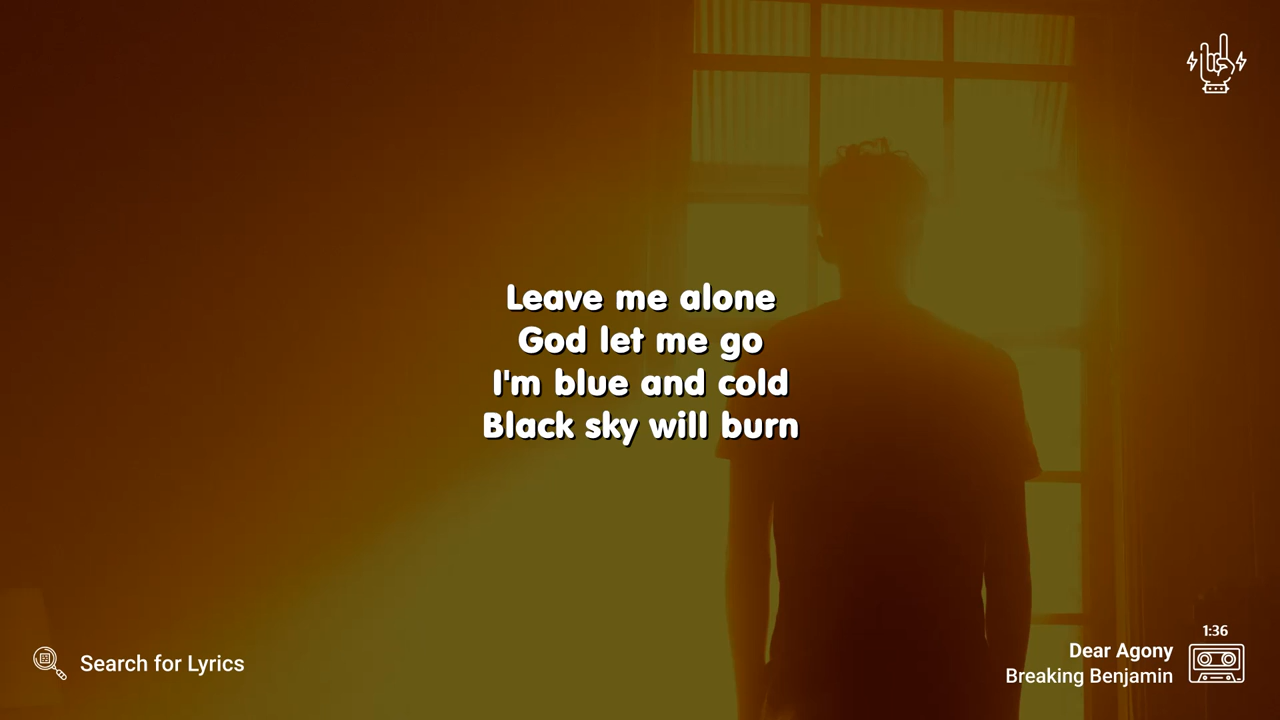 Leave me alone
God let me go
I'm blue and cold
Black sky will burn
Search for Lyrics
1:36
Dear Agony
Breaking Benjamin